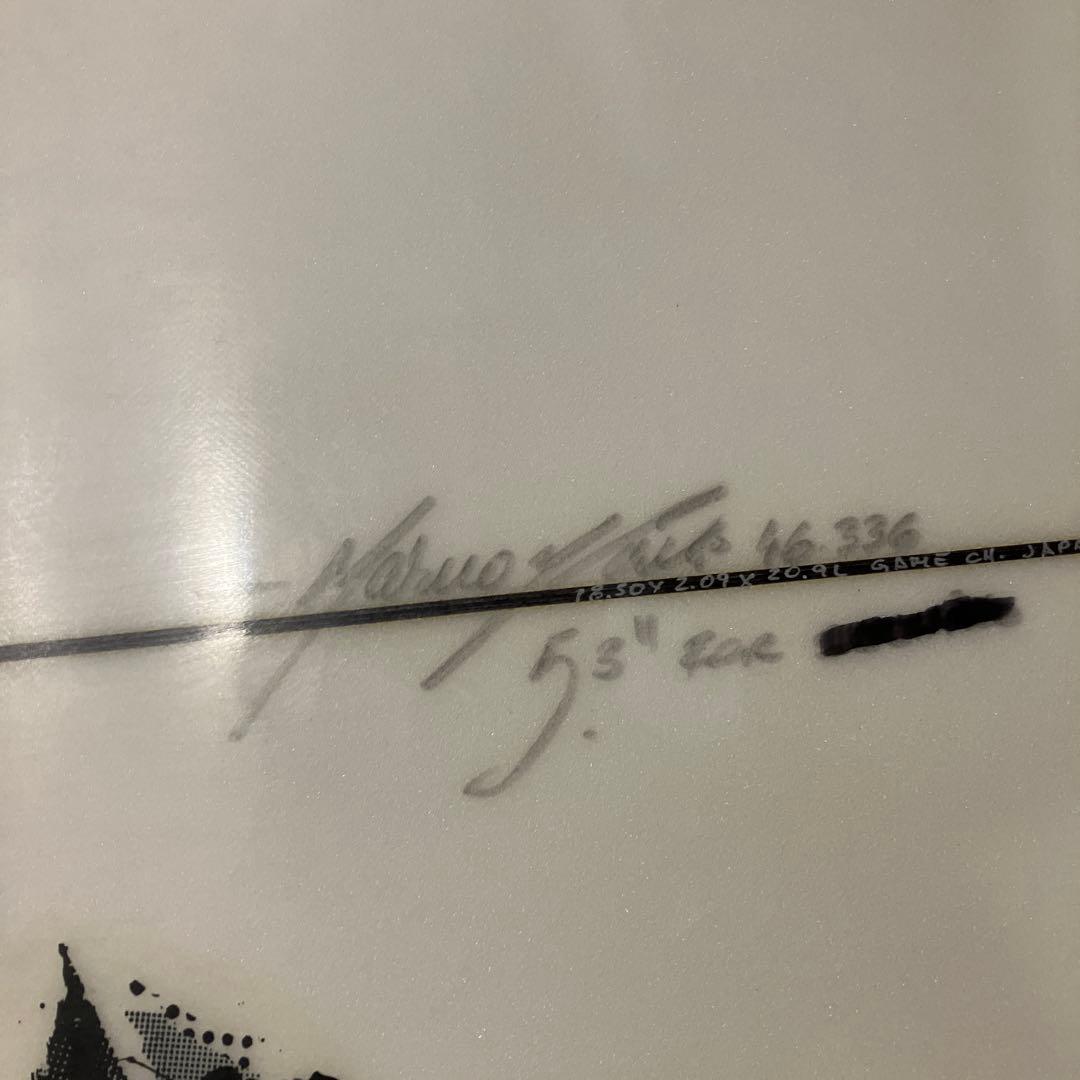 46.336
18.50 x 2.09 x 20.9L GAME CH. JAPA
5,3" FOR